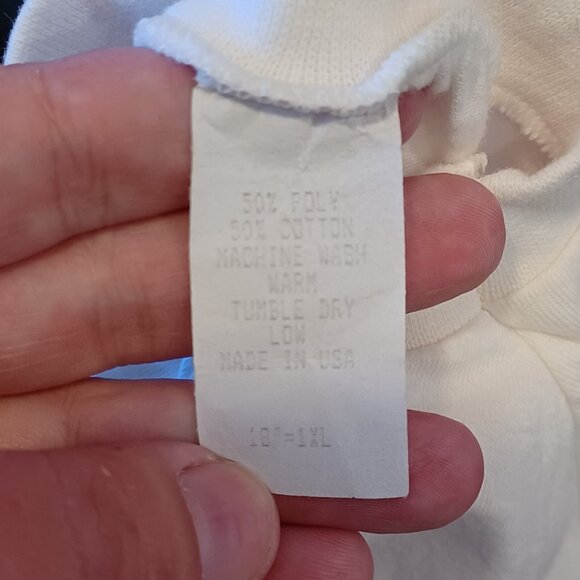 50% POLY
50% COTTON
MACHINE WASH
WARM
TUMBLE DRY
LOW
MADE IN USA
18"=1XL